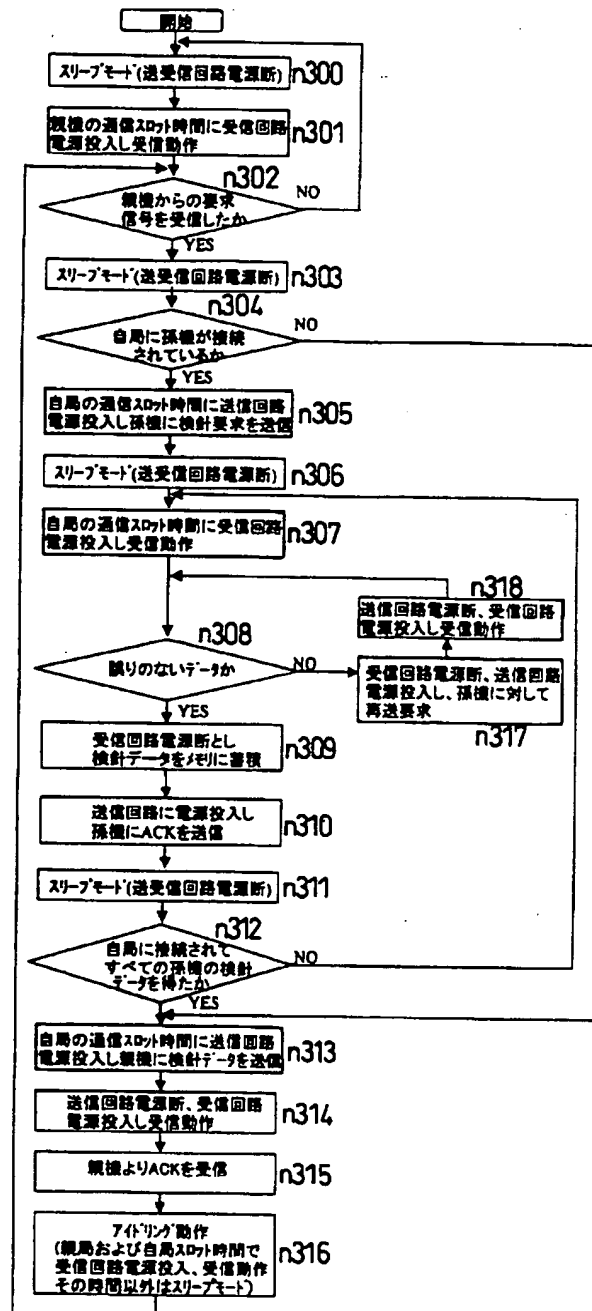 開始
スリープモード(送受信回路電源断)
n300
親機の通信スロット時間に受信回路
電源投入し受信動作
n301
n302
親機からの要求
信号を受信したか
NO
YES
スリープモード(送受信回路電源断)
n303
n304
自局に孫機が接続
されているか
NO
YES
自局の通信スロット時間に送信回路
電源投入し孫機に検針要求を送信
n305
スリープモード(送受信回路電源断)
n306
自局の通信スロット時間に受信回路
電源投入し受信動作
n307
n318
送信回路電源断、受信回路
電源投入し受信動作
n308
誤りのないデータか
NO
受信回路電源断、送信回路
電源投入し、孫機に対して
再送要求
n317
YES
受信回路電源断とし
検針データをメモリに蓄積
n309
送信回路に電源投入し
孫機にACKを送信
n310
スリープモード(送受信回路電源断)
n311
n312
自局に接続されて
すべての孫機の検針
データを得たか
NO
YES
自局の通信スロット時間に送信回路
電源投入し親機に検針データを送信
n313
送信回路電源断、受信回路
電源投入し受信動作
n314
親機よりACKを受信
n315
アイドリング動作
(親局および自局スロット時間で
受信回路電源投入、受信動作
その時間以外はスリープモード)
n316